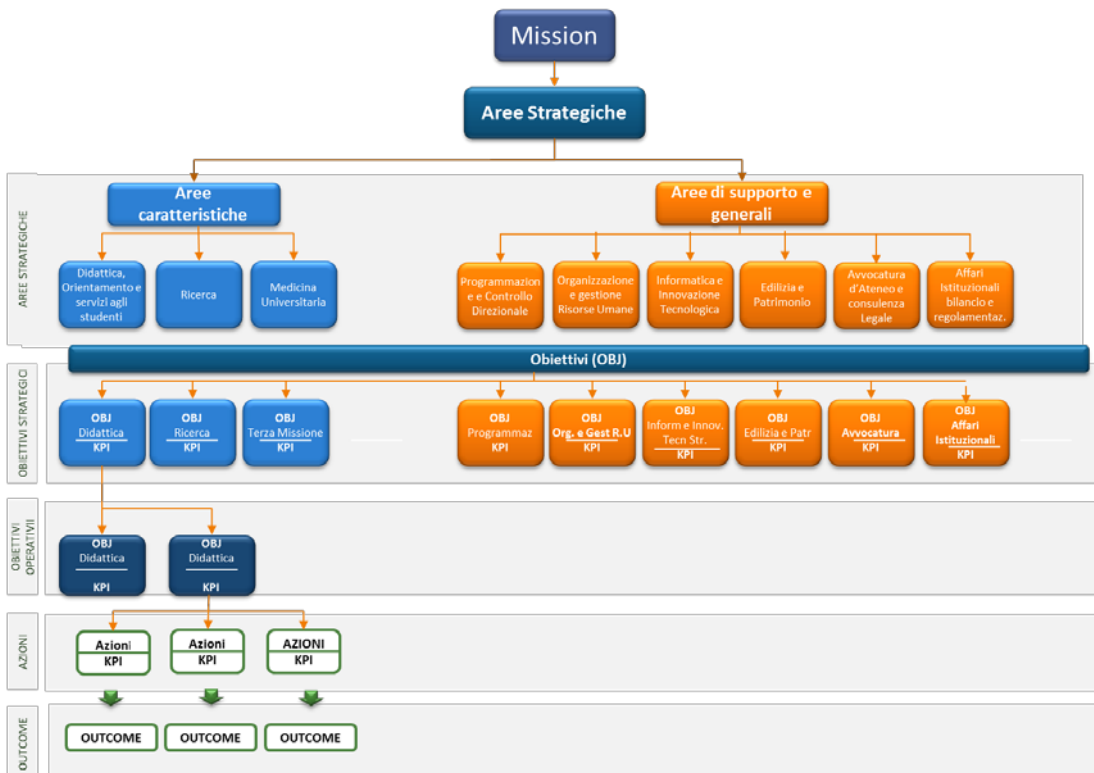 Mission
Aree Strategiche
AREE STRATEGICHE
Aree
caratteristiche
Aree di supporto e
generali
Didattica,
Orientamento e
servizi agli
studenti
Ricerca
Medicina
Universitaria
Programmazion
e e Controllo
Direzionale
Organizzazione
e gestione
Risorse Umane
Informatica e
Innovazione
Tecnologica
Edilizia e
Patrimonio
Avvocatura
d'Ateneo e
consulenza
Legale
Affari
Istituzionali
bilancio e
regolamentaz.
Obiettivi (OBJ)
OBIETTIVI STRATEGICI
OBJ
Didattica
KPI
OBJ
Ricerca
KPI
OBJ
Terza Missione
KPI
OBJ
Programmaz
KPI
OBJ
Org. e Gest R.U
KPI
OBJ
Inform e Innov.
Tecn Str.
KPI
OBJ
Edilizia e Patr
KPI
OBJ
Avvocatura
KPI
OBJ
Affari
Istituzionali
KPI
OBIETTIVI
OPERATIVII
OBJ
Didattica
KPI
OBJ
Didattica
KPI
AZIONI
Azioni
KPI
Azioni
KPI
AZIONI
KPI
OUTCOME
OUTCOME
OUTCOME
OUTCOME